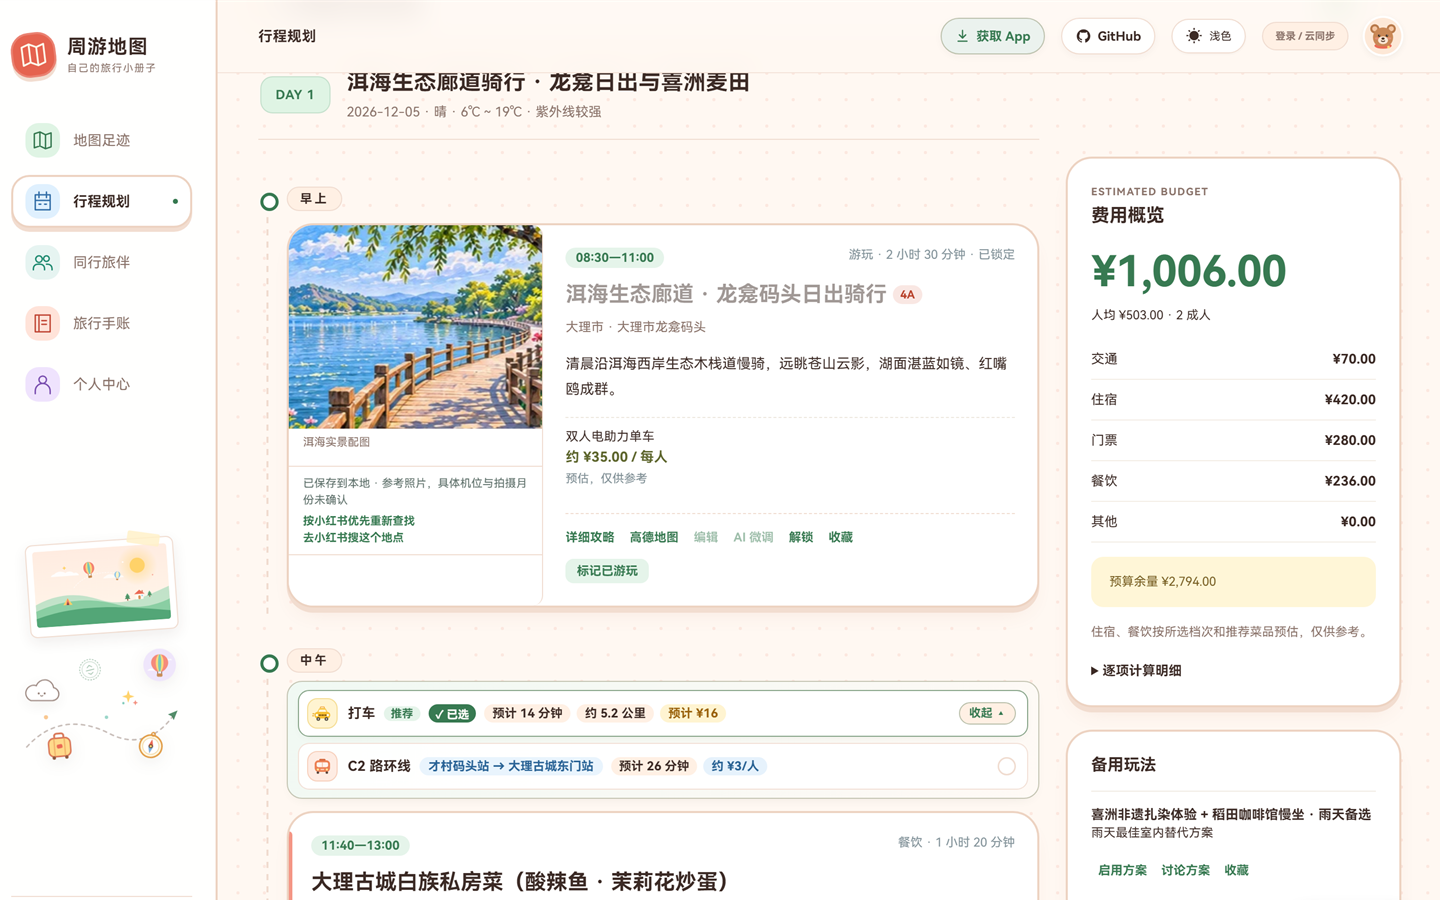 周游地图
自己的旅行小册子
地图足迹
行程规划
同行旅伴
旅行手账
个人中心
行程规划
获取 App
GitHub
浅色
登录 / 云同步
DAY 1
洱海生态廊道骑行 · 龙龛日出与喜洲麦田
2026-12-05 · 晴 · 6℃ ~ 19℃ · 紫外线较强
早上
洱海实景配图
已保存到本地 · 参考照片，具体机位与拍摄月
份未确认
按小红书优先重新查找
去小红书搜这个地点
08:30—11:00
游玩 · 2 小时 30 分钟 · 已锁定
洱海生态廊道 · 龙龛码头日出骑行 4A
大理市 · 大理市龙龛码头
清晨沿洱海西岸生态木栈道慢骑，远眺苍山云影，湖面湛蓝如镜、红嘴
鸥成群。
双人电助力单车
约 ¥35.00 / 每人
预估，仅供参考
详细攻略 高德地图 编辑 AI 微调 解锁 收藏
标记已游玩
中午
打车 推荐 ✓ 已选 预计 14 分钟 约 5.2 公里 预计 ¥16 收起 ▲
C2 路环线 才村码头站 → 大理古城东门站 预计 26 分钟 约 ¥3/人
11:40—13:00
餐饮 · 1 小时 20 分钟
大理古城白族私房菜（酸辣鱼 · 茉莉花炒蛋）
ESTIMATED BUDGET
费用概览
¥1,006.00
人均 ¥503.00 · 2 成人
交通 ¥70.00
住宿 ¥420.00
门票 ¥280.00
餐饮 ¥236.00
其他 ¥0.00
预算余量 ¥2,794.00
住宿、餐饮按所选档次和推荐菜品预估，仅供参考。
▶ 逐项计算明细
备用玩法
喜洲非遗扎染体验 + 稻田咖啡馆慢坐 · 雨天备选
雨天最佳室内替代方案
启用方案 讨论方案 收藏